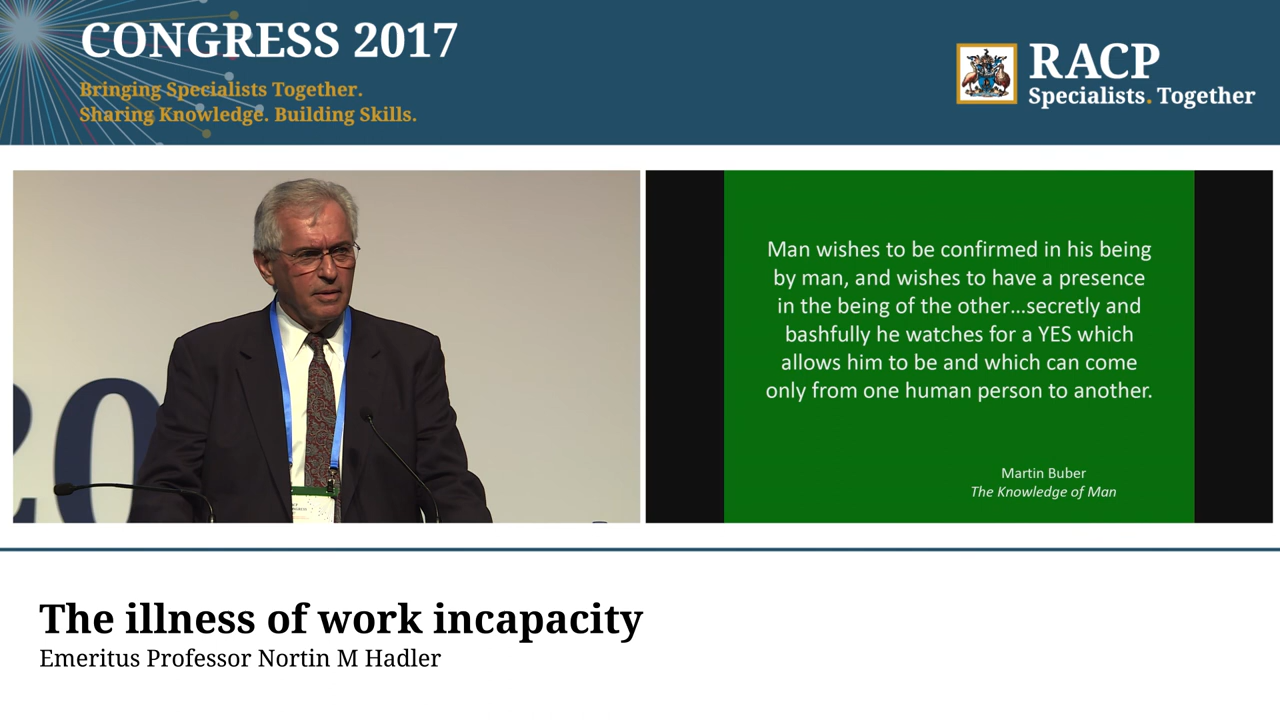 CONGRESS 2017
Bringing Specialists Together.
Sharing Knowledge. Building Skills.
RACP
Specialists. Together
20
Man wishes to be confirmed in his being
by man, and wishes to have a presence
in the being of the other...secretly and
bashfully he watches for a YES which
allows him to be and which can come
only from one human person to another.
Martin Buber
The Knowledge of Man
The illness of work incapacity
Emeritus Professor Nortin M Hadler